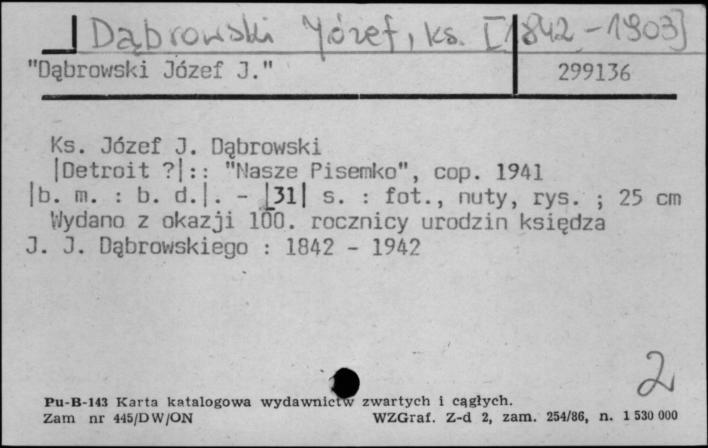 Dąbrowski Józef, ks. [1842-1903]
"Dąbrowski Józef J." 299136
Ks. Józef J. Dąbrowski
|Detroit ?|:: "Nasze Pisemko", cop. 1941
|b. m. : b. d.|. - |31| s. : fot., nuty, rys. ; 25 cm
Wydano z okazji 100. rocznicy urodzin księdza
J. J. Dąbrowskiego : 1842 - 1942
2
Pu-B-143 Karta katalogowa wydawnictw zwartych i ciągłych.
Zam nr 445/DW/ON WZGraf. Z-d 2, zam. 254/86, n. 1 530 000